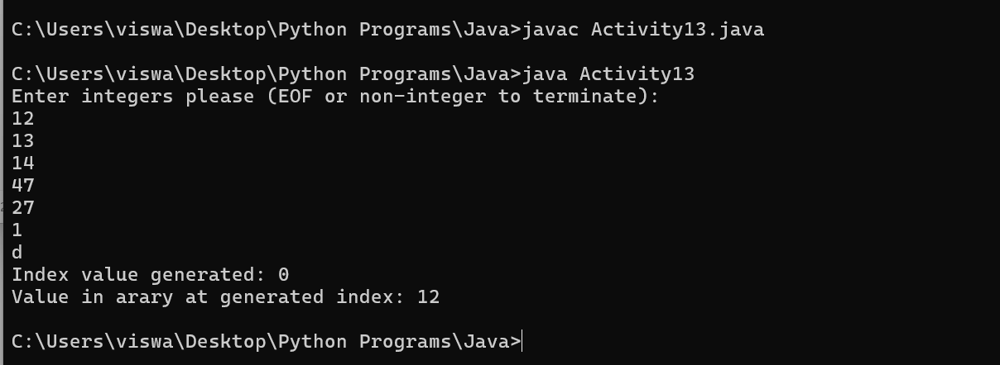 C:\Users\viswa\Desktop\Python Programs\Java>javac Activity13.java
C:\Users\viswa\Desktop\Python Programs\Java>java Activity13
Enter integers please (EOF or non-integer to terminate):
12
13
14
47
27
1
d
Index value generated: 0
Value in arary at generated index: 12
C:\Users\viswa\Desktop\Python Programs\Java>